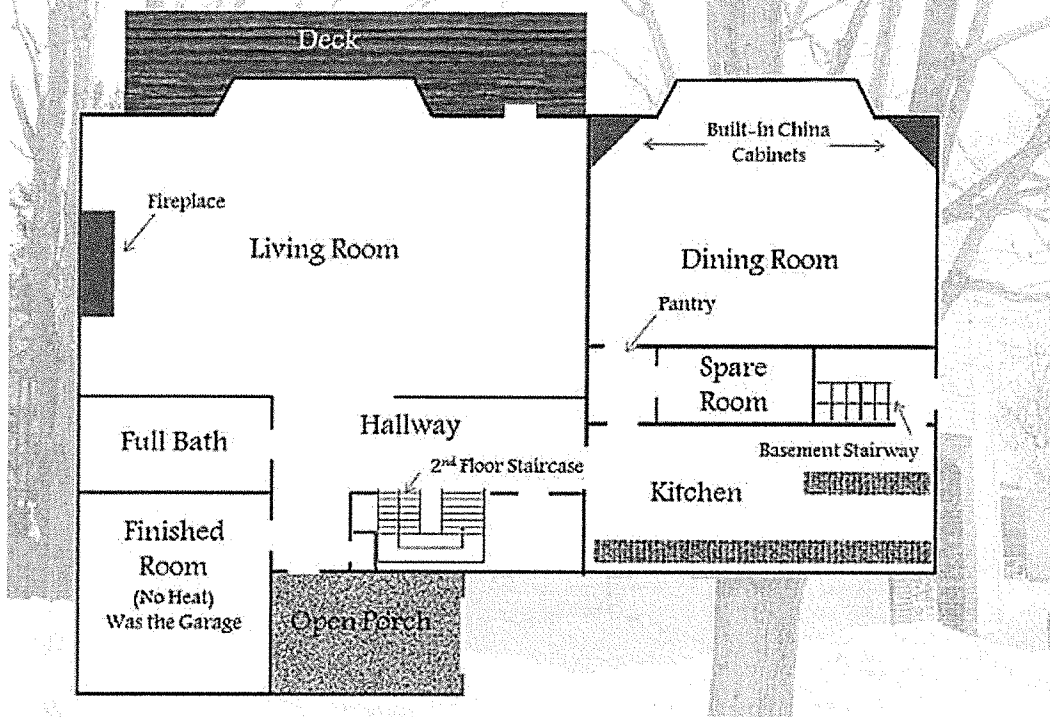 Deck
Built-In China
Cabinets
Fireplace
Living Room
Dining Room
Pantry
Spare
Room
Hallway
Full Bath
2nd Floor Staircase
Basement Stairway
Kitchen
Finished
Room
(No Heat)
Was the Garage
Open Porch